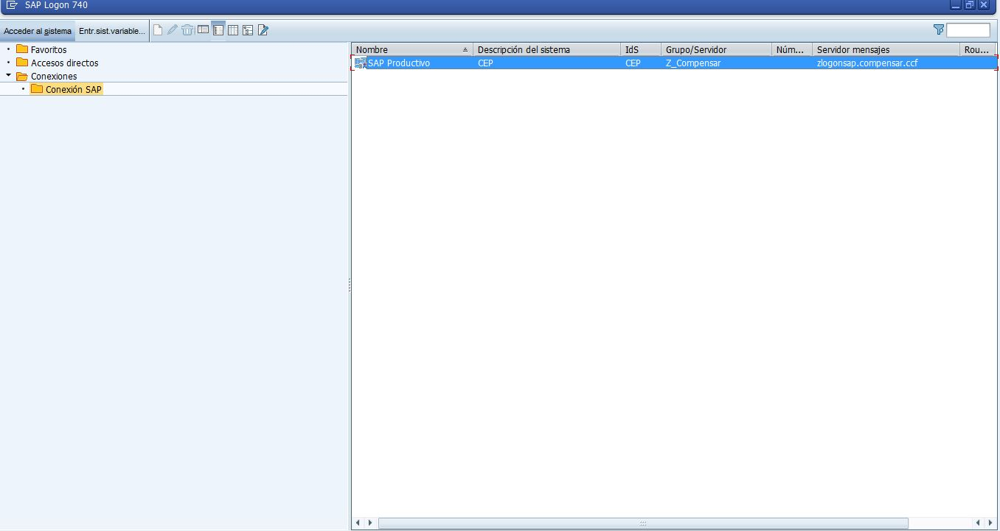 SAP Logon 740
Acceder al sistema Entr.sist.variable...
Favoritos
Accesos directos
Conexiones
Conexión SAP
Nombre Descripción del sistema IdS Grupo/Servidor Núm... Servidor mensajes Rou...
SAP Productivo CEP CEP Z_Compensar zlogonsap.compensar.ccf